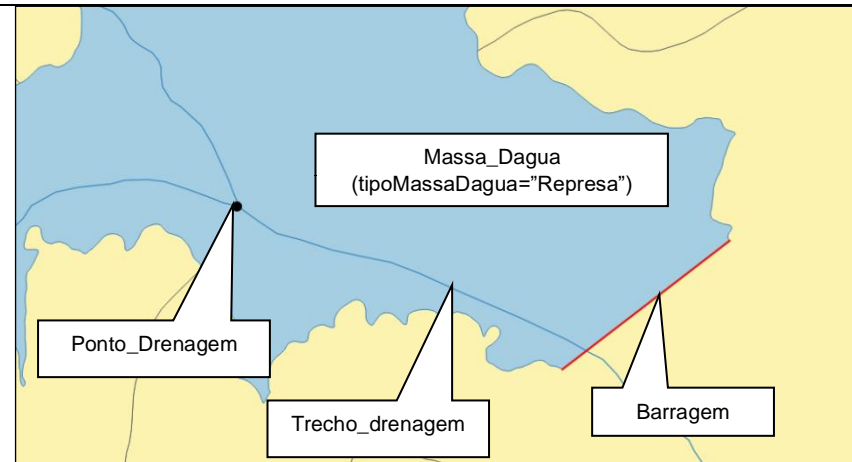 Massa_Dagua
(tipoMassaDagua=”Represa”)
Ponto_Drenagem
Trecho_drenagem
Barragem